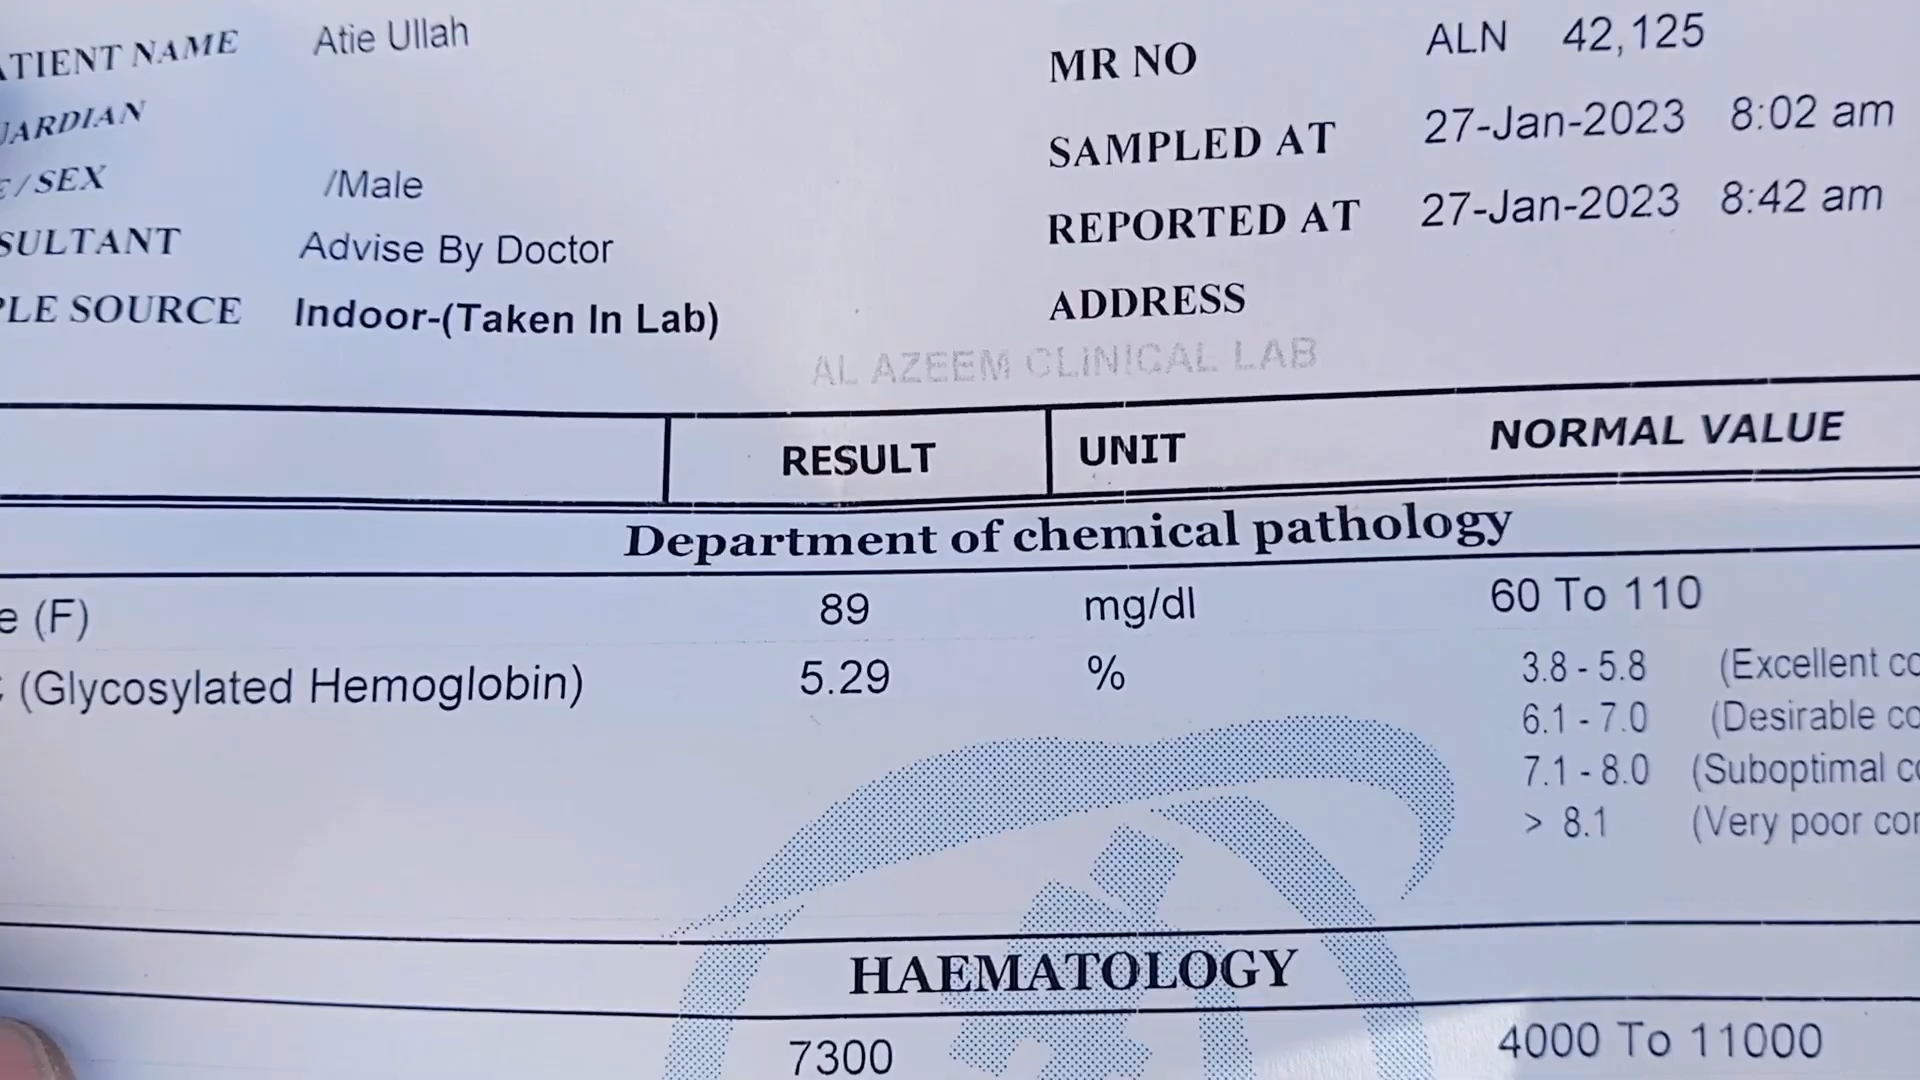 ATIENT NAME Atie Ullah MR NO ALN 42,125
UARDIAN SAMPLED AT 27-Jan-2023 8:02 am
E/SEX /Male REPORTED AT 27-Jan-2023 8:42 am
SULTANT Advise By Doctor
PLE SOURCE Indoor-(Taken In Lab) ADDRESS
AL AZEEM CLINICAL LAB
RESULT UNIT NORMAL VALUE
Department of chemical pathology
e (F) 89 mg/dl 60 To 110
(Glycosylated Hemoglobin) 5.29 % 3.8 - 5.8 (Excellent co
6.1 - 7.0 (Desirable co
7.1 - 8.0 (Suboptimal co
> 8.1 (Very poor con
HAEMATOLOGY
7300 4000 To 11000